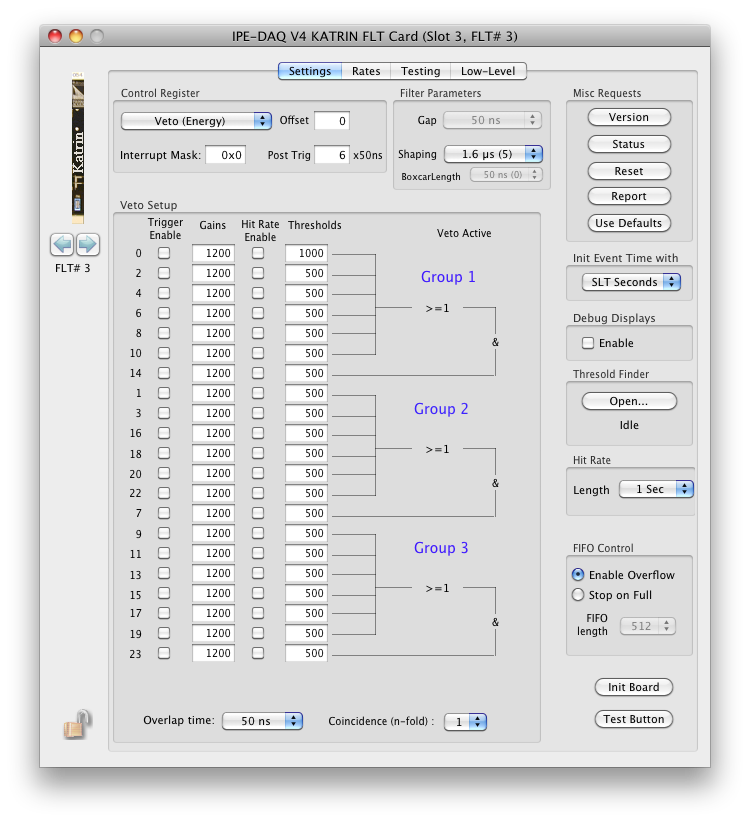 IPE-DAQ V4 KATRIN FLT Card (Slot 3, FLT# 3)
Settings Rates Testing Low-Level
Katrin
FLT# 3
Control Register
Veto (Energy) Offset 0
Interrupt Mask: 0x0 Post Trig 6 x50ns
Filter Parameters
Gap 50 ns
Shaping 1.6 µs (5)
BoxcarLength 50 ns (0)
Veto Setup
Trigger Enable Gains Hit Rate Enable Thresholds Veto Active
0 1200 1000
2 1200 500
Group 1
4 1200 500
6 1200 500 >=1
8 1200 500 &
10 1200 500
14 1200 500
1 1200 500
3 1200 500 Group 2
16 1200 500
18 1200 500 >=1
20 1200 500
22 1200 500 &
7 1200 500
9 1200 500
11 1200 500 Group 3
13 1200 500
15 1200 500 >=1
17 1200 500 &
19 1200 500
23 1200 500
Overlap time: 50 ns Coincidence (n-fold) : 1
Misc Requests
Version
Status
Reset
Report
Use Defaults
Init Event Time with
SLT Seconds
Debug Displays
Enable
Thresold Finder
Open...
Idle
Hit Rate
Length 1 Sec
FIFO Control
Enable Overflow
Stop on Full
FIFO length 512
Init Board
Test Button